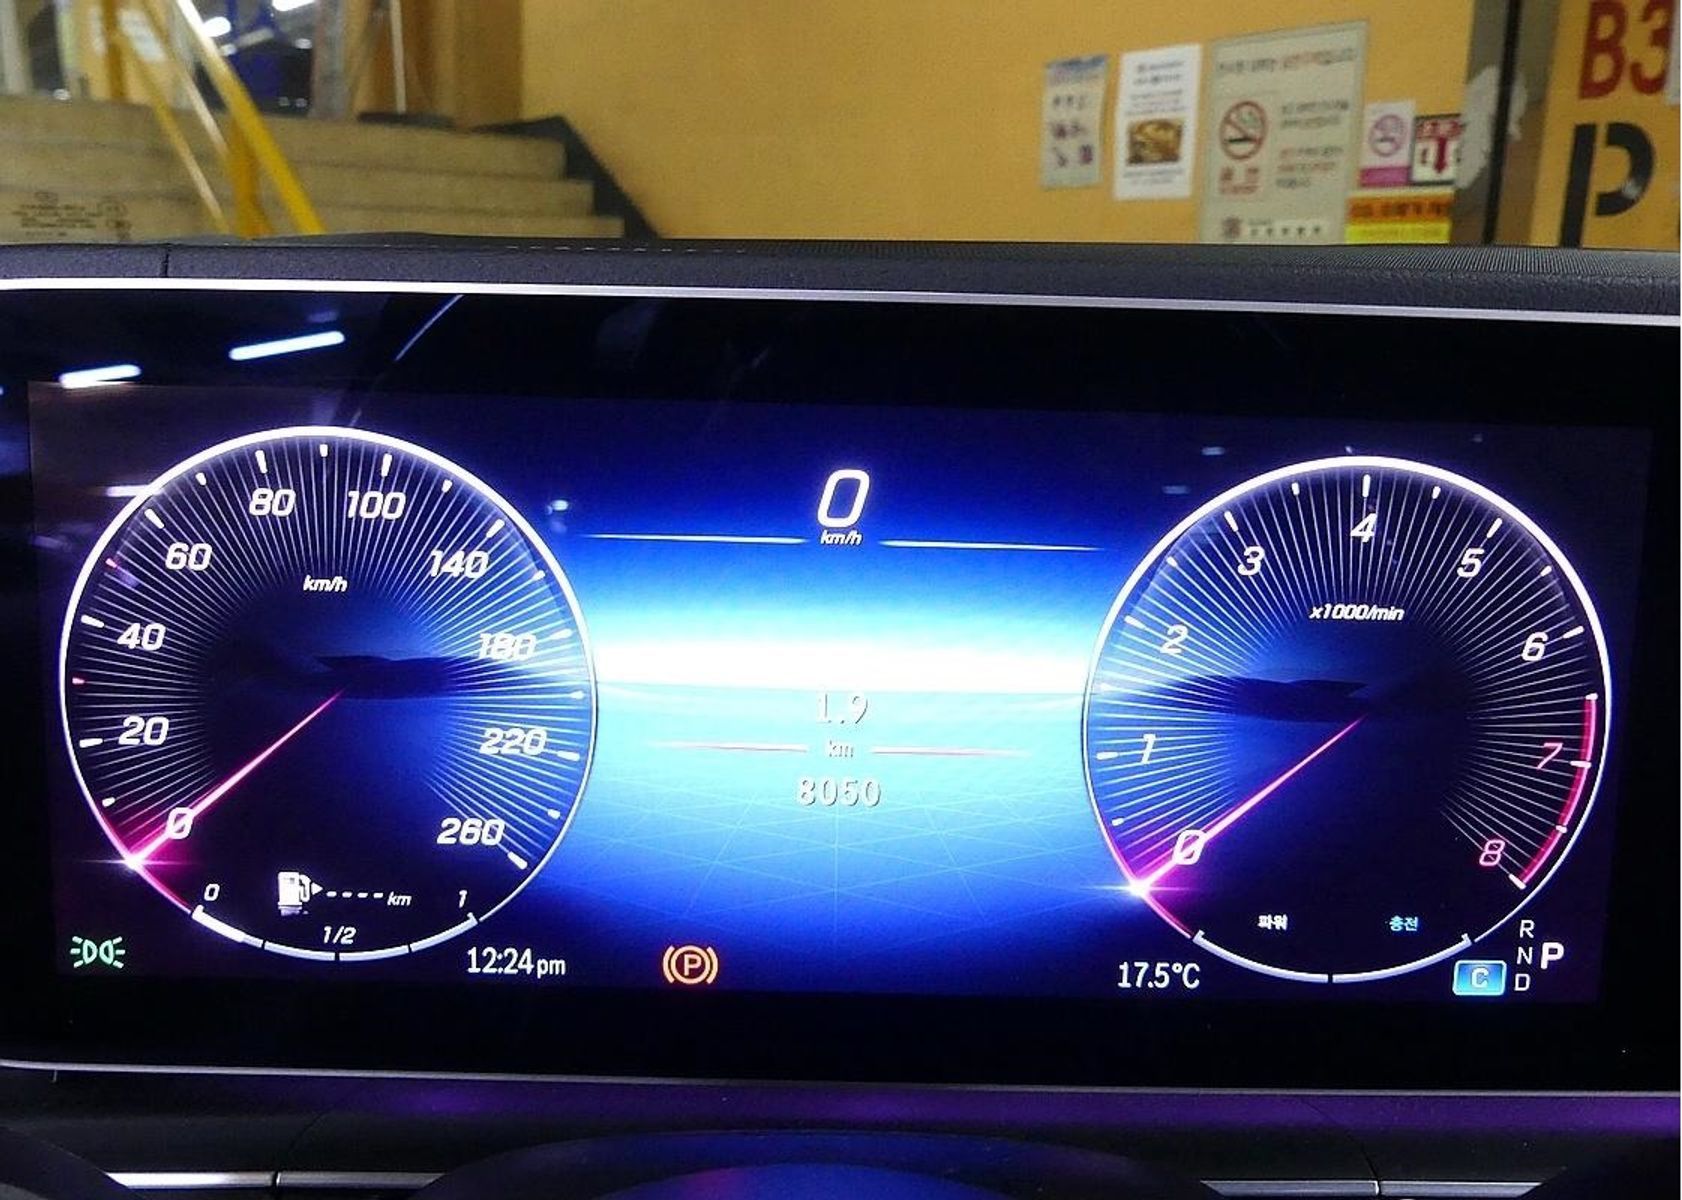 B3
P
0
km/h
80 100
60 140
km/h
40 180
20 220
0 260
0 ---- km 1
1/2
12:24pm
1.9
km
8050
4
3 5
x1000/min
2 6
1 7
0 8
파워 충전
R
N P
C D
17.5°C